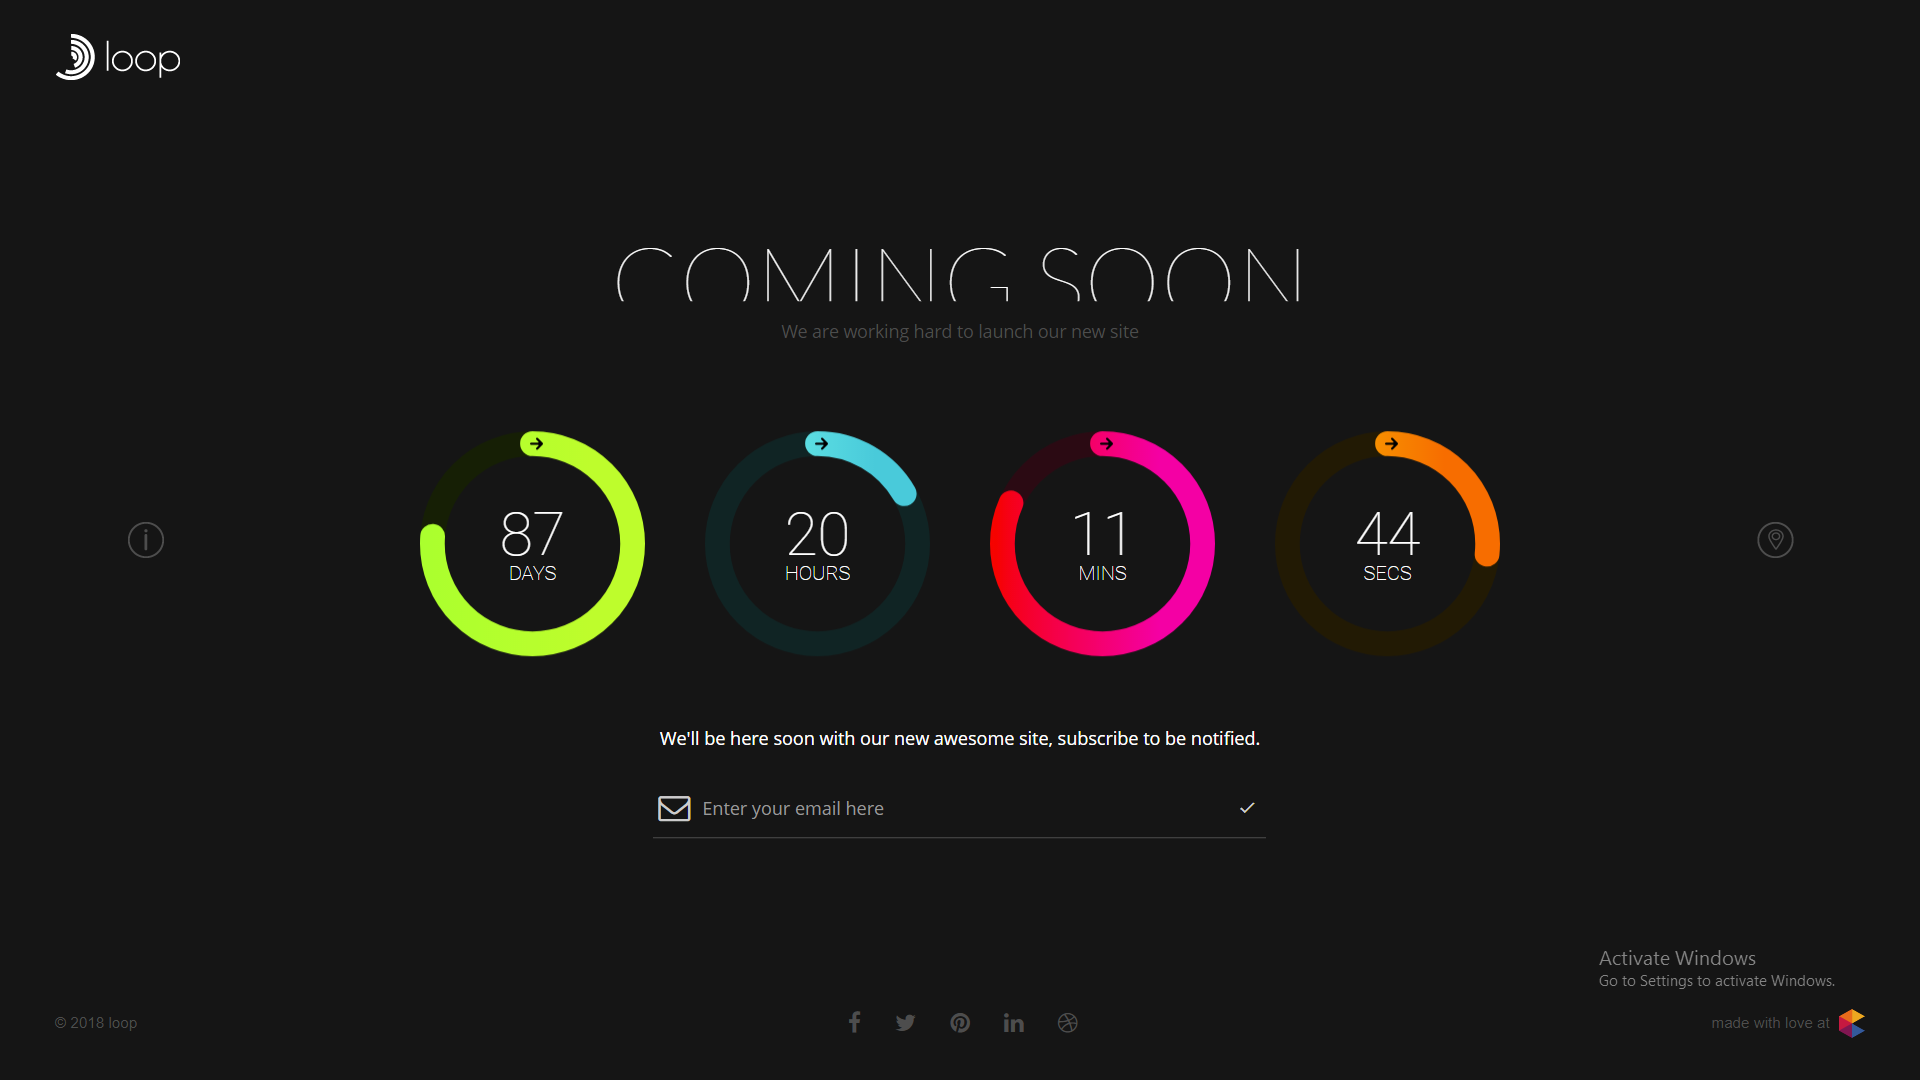 loop
COMING SOON
We are working hard to launch our new site
87
DAYS
20
HOURS
11
MINS
44
SECS
We'll be here soon with our new awesome site, subscribe to be notified.
Enter your email here
Activate Windows
Go to Settings to activate Windows.
© 2018 loop
made with love at